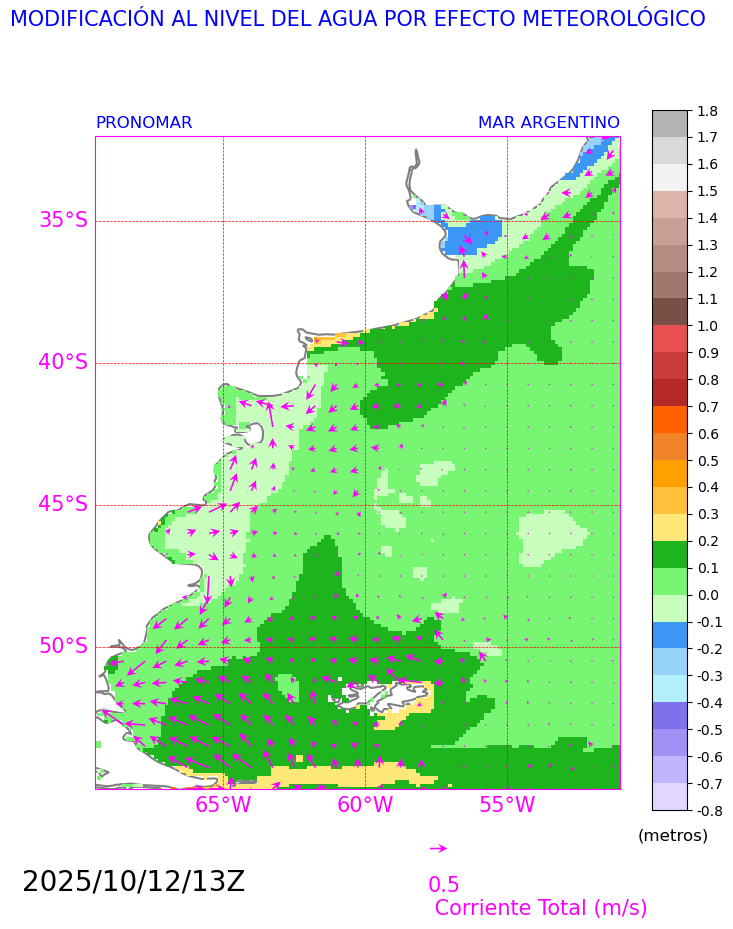 MODIFICACIÓN AL NIVEL DEL AGUA POR EFECTO METEOROLÓGICO
PRONOMAR MAR ARGENTINO
35°S
40°S
45°S
50°S
65°W 60°W 55°W
1.8
1.7
1.6
1.5
1.4
1.3
1.2
1.1
1.0
0.9
0.8
0.7
0.6
0.5
0.4
0.3
0.2
0.1
0.0
-0.1
-0.2
-0.3
-0.4
-0.5
-0.6
-0.7
-0.8
(metros)
2025/10/12/13Z
0.5
Corriente Total (m/s)